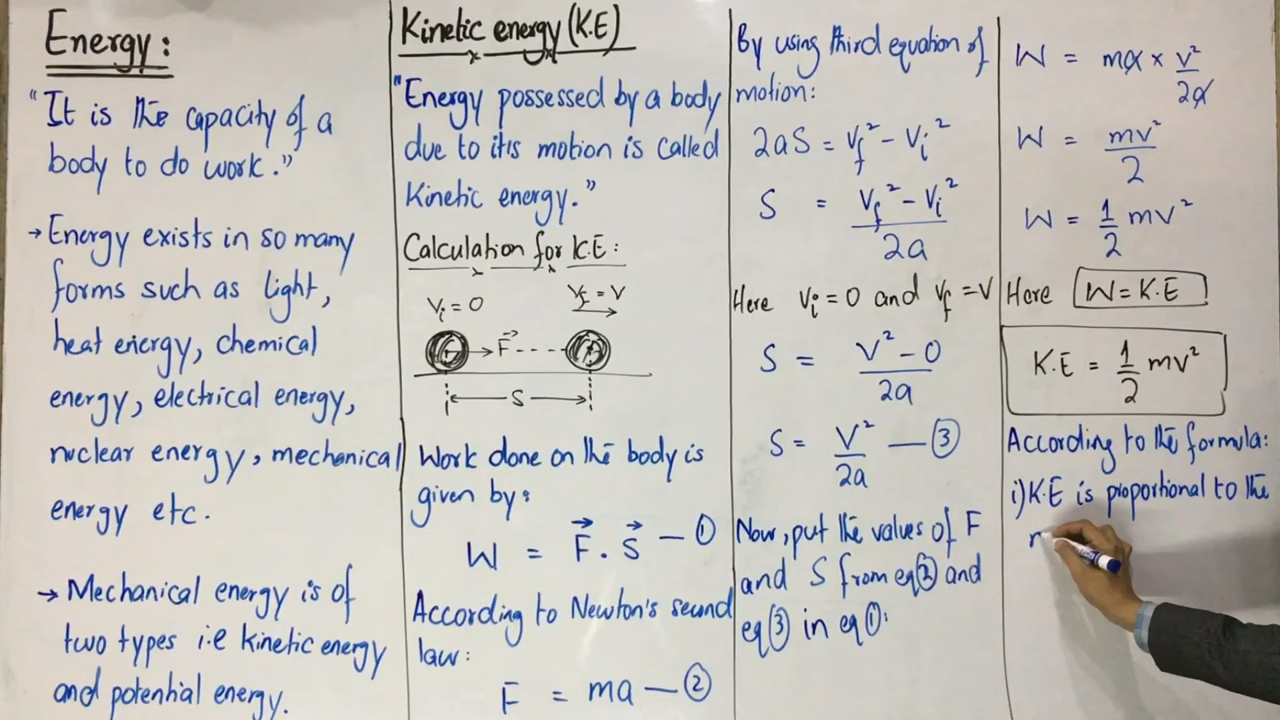 Energy:
"It is the capacity of a
body to do work."
→ Energy exists in so many
forms such as light,
heat energy, chemical
energy, electrical energy,
nuclear energy, mechanical
energy etc.
→ Mechanical energy is of
two types i.e kinetic energy
and potential energy.
Kinetic energy (K.E)
"Energy possessed by a body
due to its motion is called
Kinetic energy."
Calculation for K.E:
Vi = 0 Vf = V
F
S
Work done on the body is
given by:
W = F . S — ①
According to Newton's second
law:
F = ma — ②
By using third equation of
motion:
2aS = Vf² - Vi²
S = Vf² - Vi² / 2a
Here Vi = 0 and Vf = V
S = V² - 0 / 2a
S = V² / 2a — ③
Now, put the values of F
and S from eq② and
eq③ in eq①:
W = ma × v² / 2a
W = mv² / 2
W = 1/2 mv²
Here W = K.E
K.E = 1/2 mv²
According to the formula:
i) K.E is proportional to the